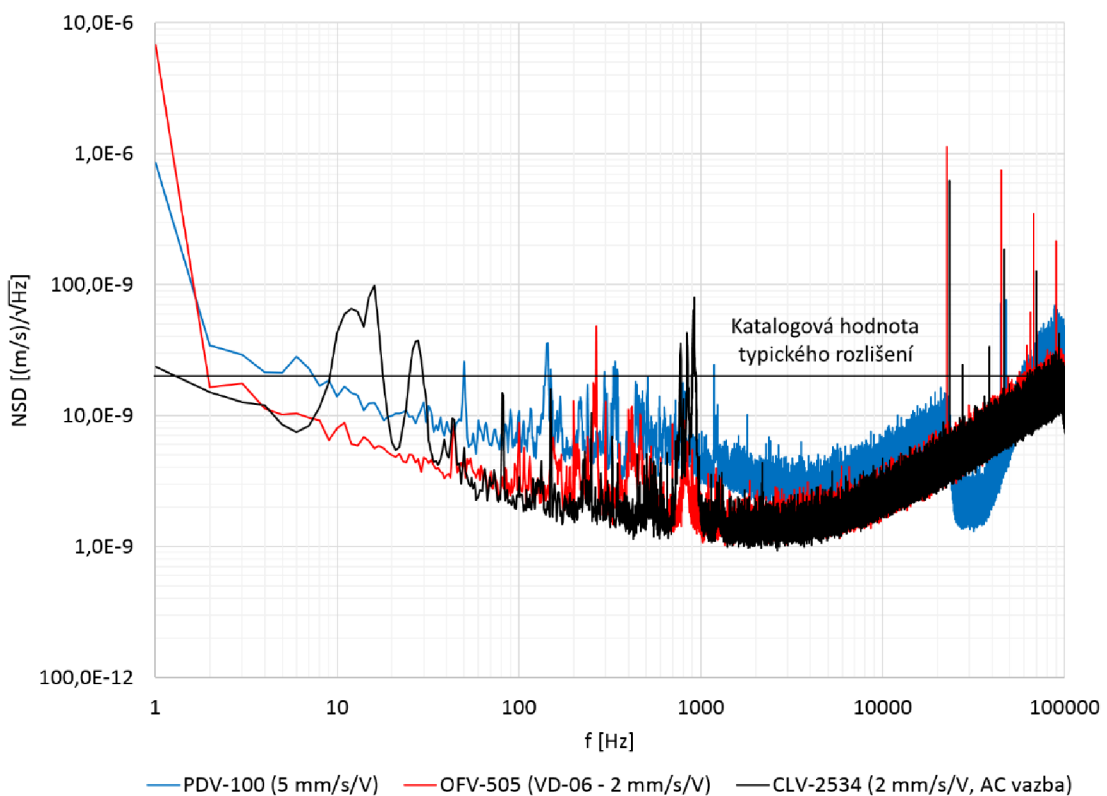 10,0E-6
1,0E-6
100,0E-9
10,0E-9
1,0E-9
100,0E-12
NSD [(m/s)/√Hz]
Katalogová hodnota
typického rozlišení
1 10 100 1000 10000 100000
f [Hz]
PDV-100 (5 mm/s/V) OFV-505 (VD-06 - 2 mm/s/V) CLV-2534 (2 mm/s/V, AC vazba)